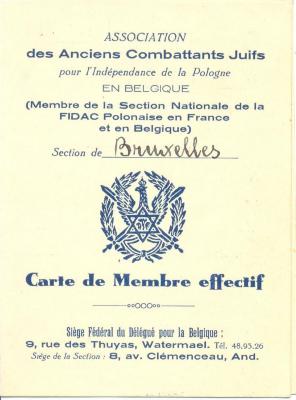 ASSOCIATION
des Anciens Combattants Juifs
pour l'Indépendance de la Pologne
EN BELGIQUE
(Membre de la Section Nationale de la
FIDAC Polonaise en France
et en Belgique)
Section de Bruxelles
Carte de Membre effectif
Siège Fédéral du Délégué pour la Belgique :
9, rue des Thuyas, Watermael. Tél. 48.93.26
Siège de la Section : 8, av. Clémenceau, And.